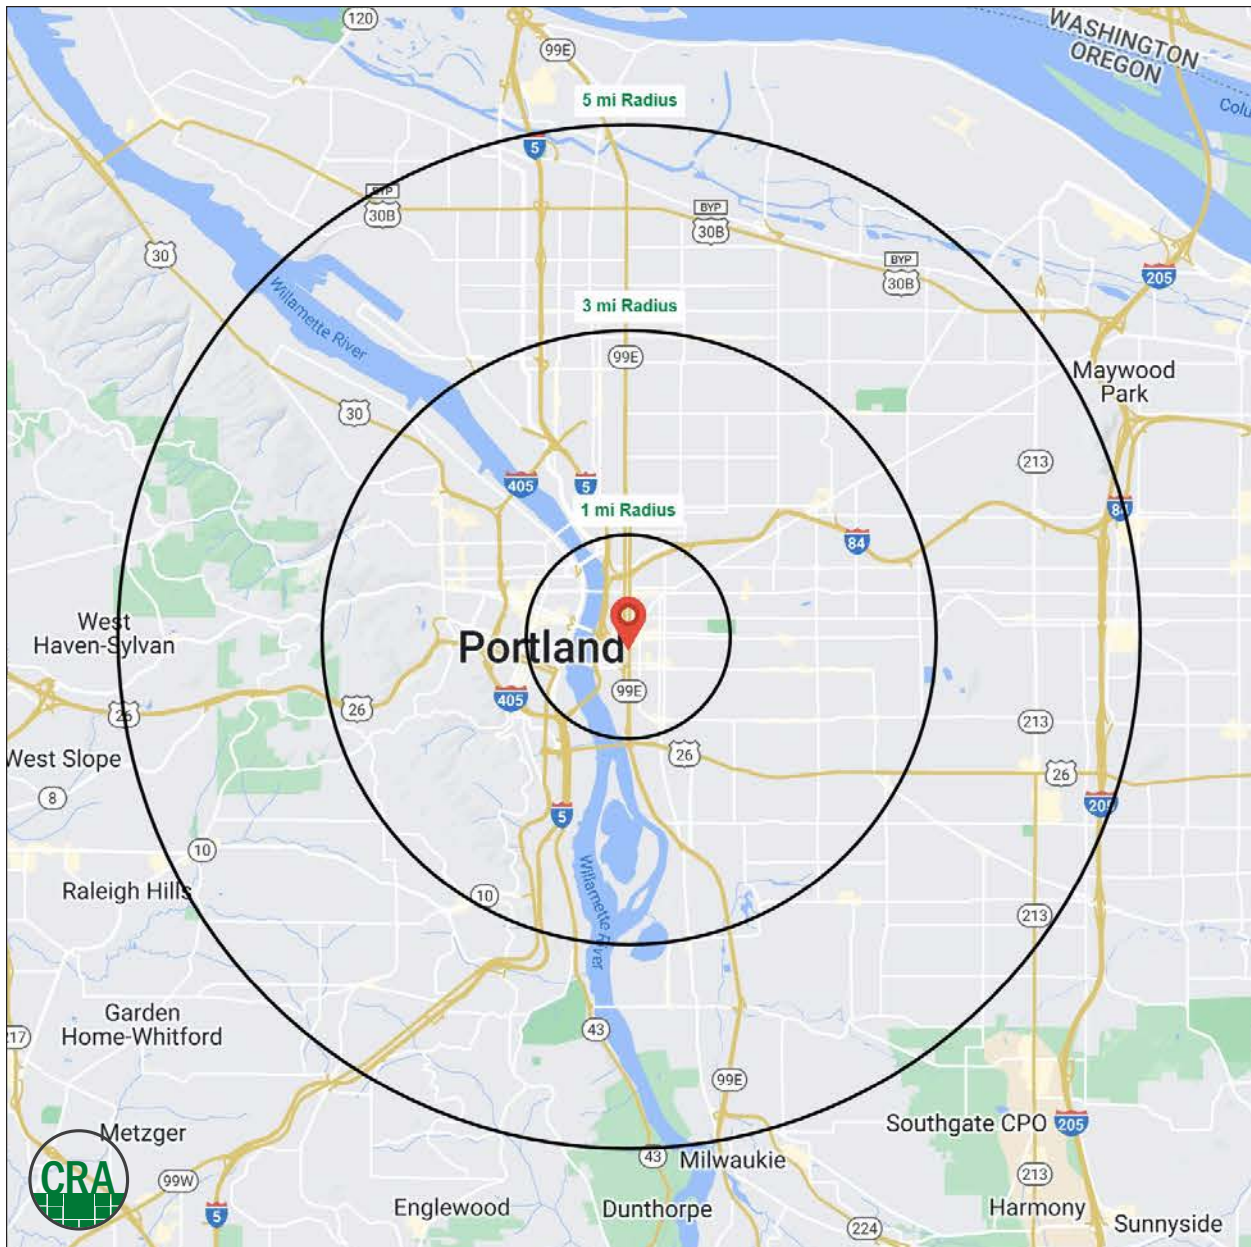 120
99E
WASHINGTON
OREGON
5 mi Radius
5
BYP
30B
BYP
30B
BYP
30B
30
205
Willamette River
3 mi Radius
99E
Maywood
Park
30
213
405
5
84
1 mi Radius
84
West
Haven-Sylvan
Portland
99E
405
26
26
213
West Slope
26
26
8
5
205
10
Raleigh Hills
10
Willamette River
213
Garden
Home-Whitford
217
43
99E
Southgate CPO
205
Metzger
43
Milwaukie
CRA
99W
213
Englewood
Dunthorpe
Harmony
5
224
Sunnyside